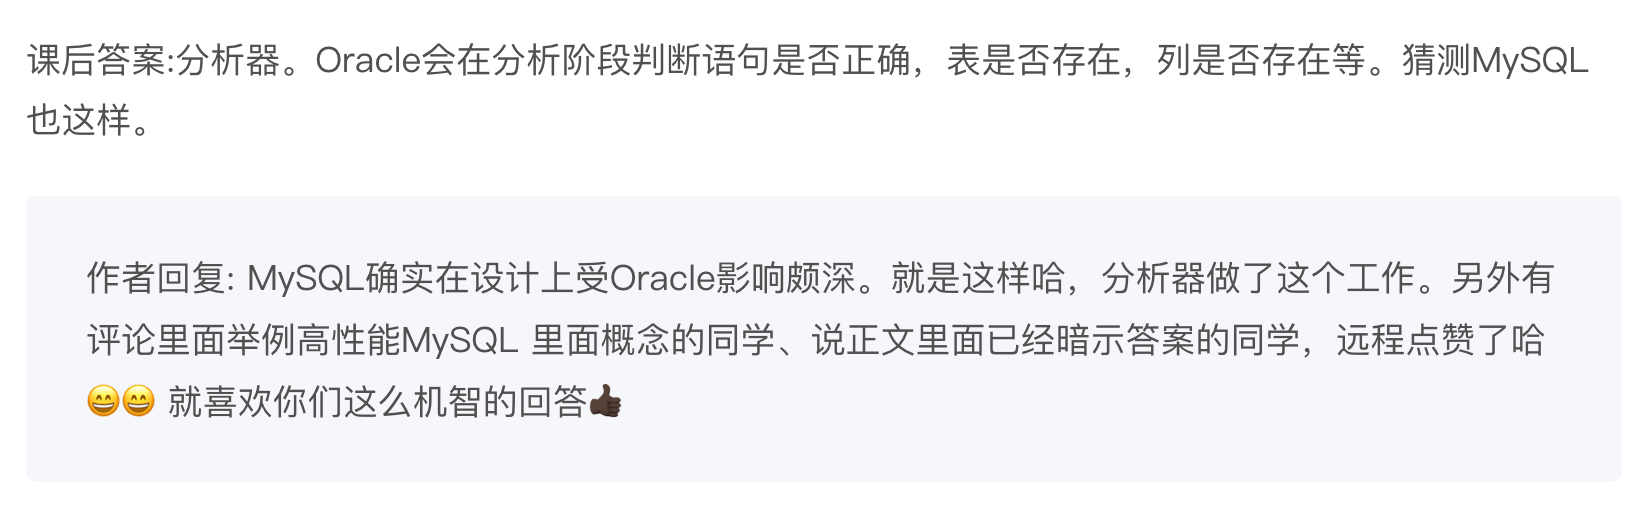 课后答案:分析器。Oracle会在分析阶段判断语句是否正确，表是否存在，列是否存在等。猜测MySQL
也这样。
作者回复: MySQL确实在设计上受Oracle影响颇深。就是这样哈，分析器做了这个工作。另外有
评论里面举例高性能MySQL 里面概念的同学、说正文里面已经暗示答案的同学，远程点赞了哈
😄😄 就喜欢你们这么机智的回答👍🏿